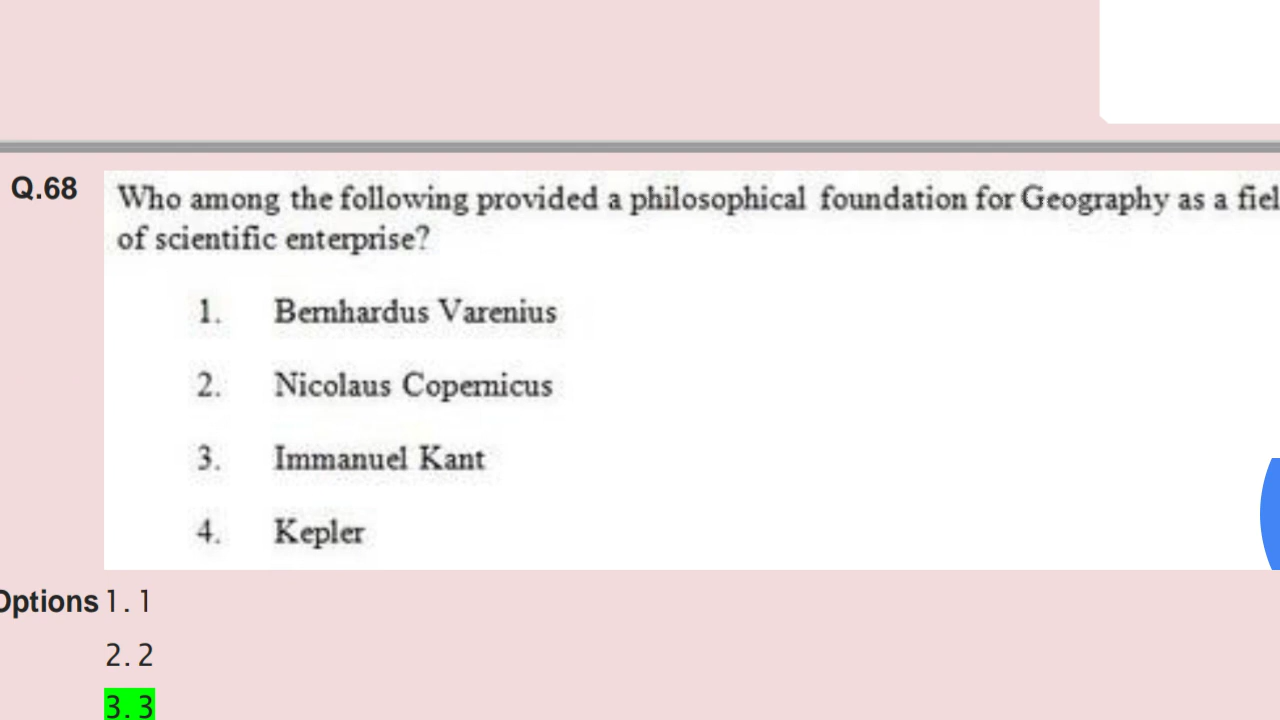 Q.68 Who among the following provided a philosophical foundation for Geography as a fiel
of scientific enterprise?
1. Bernhardus Varenius
2. Nicolaus Copernicus
3. Immanuel Kant
4. Kepler
Options 1. 1
2. 2
3. 3